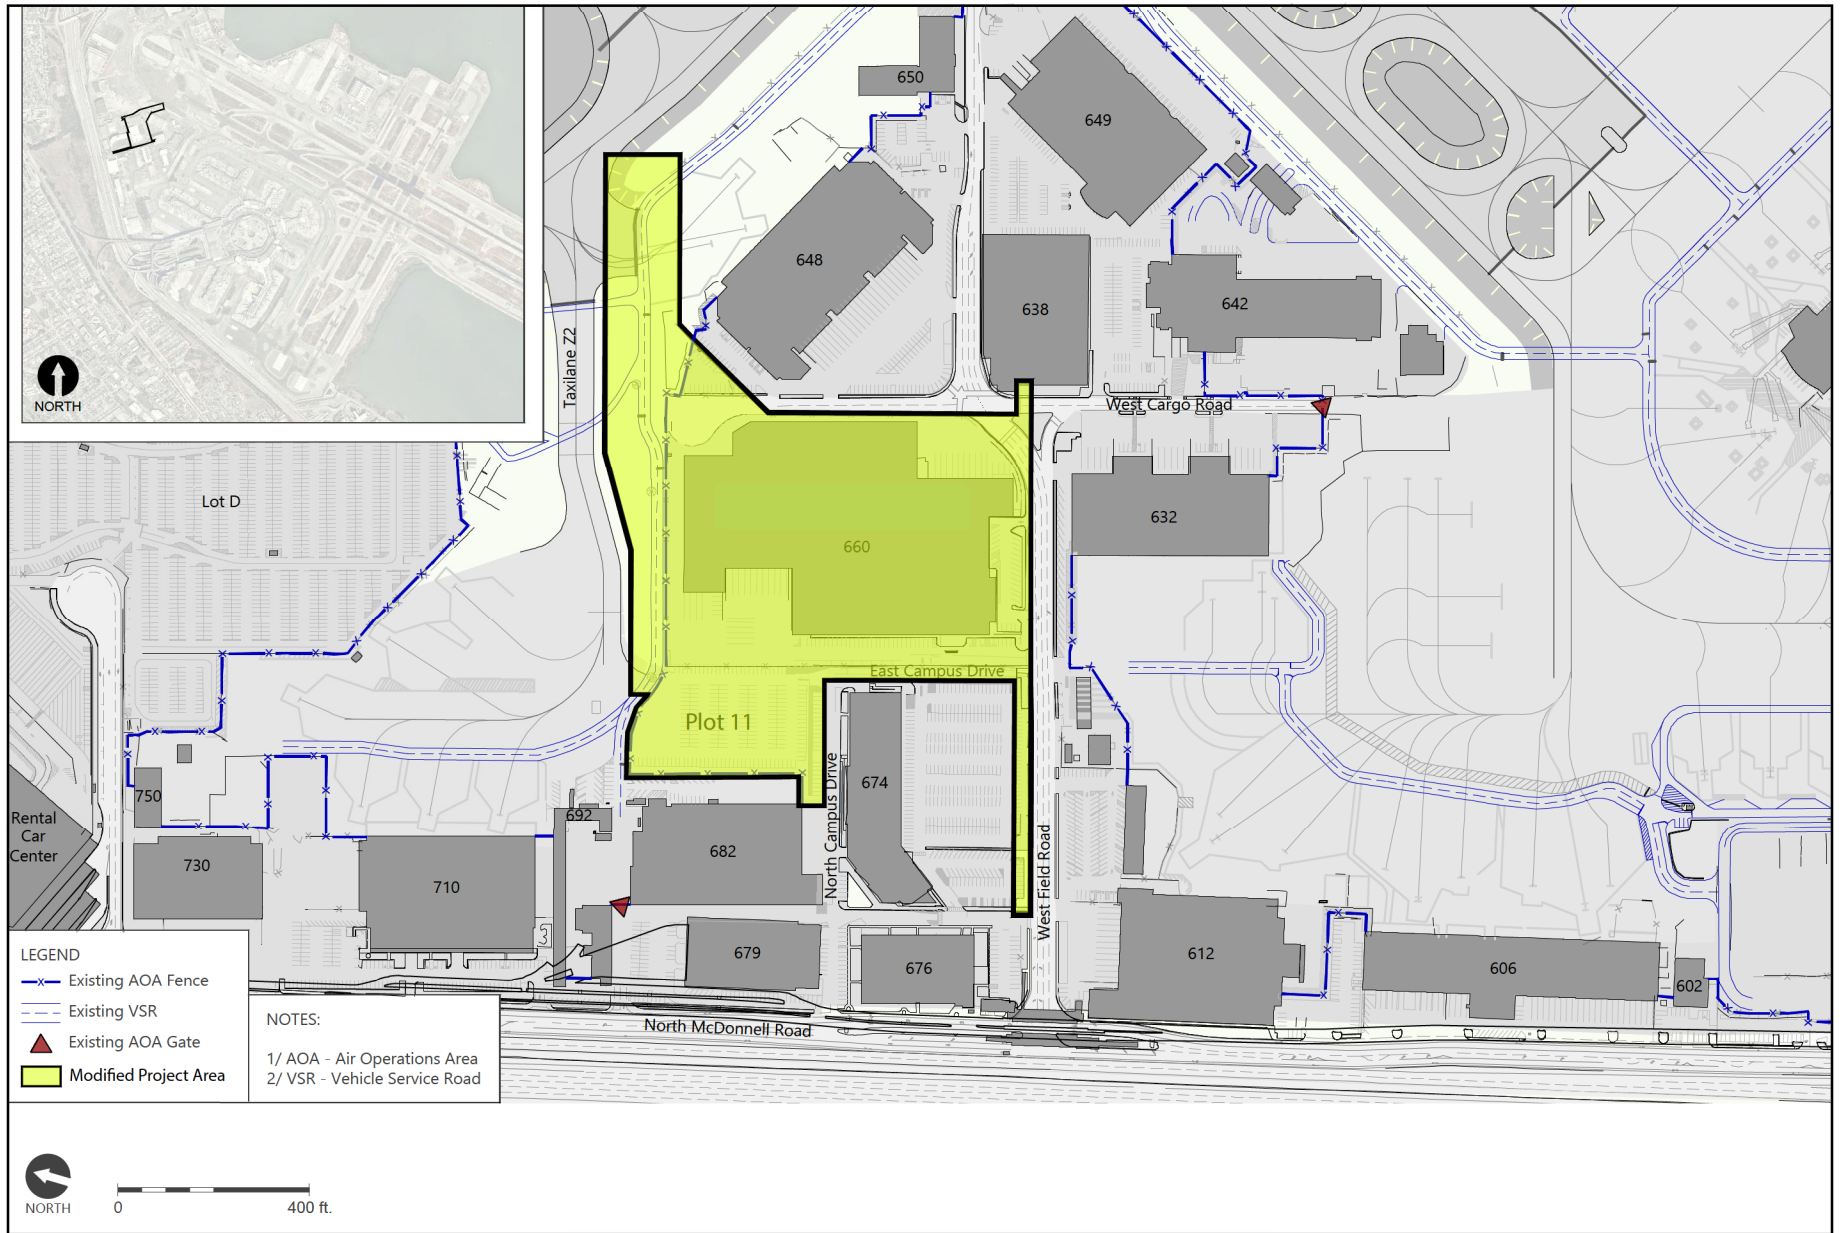 NORTH
650
649
648
638
642
Taxilane Z2
West Cargo Road
Lot D
632
660
East Campus Drive
Plot 11
674
North Campus Drive
West Field Road
750
692
Rental
Car
Center
730
710
682
679
676
612
606
602
North McDonnell Road
LEGEND
Existing AOA Fence
Existing VSR
Existing AOA Gate
Modified Project Area
NOTES:
1/ AOA - Air Operations Area
2/ VSR - Vehicle Service Road
NORTH
0 400 ft.